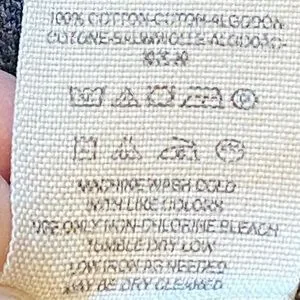 100% COTTON-COTON-ALGODON
MACHINE WASH COLD
WITH LIKE COLORS
USE ONLY NON-CHLORINE BLEACH
TUMBLE DRY LOW
LOW IRON AS NEEDED
MAY BE DRY CLEANED